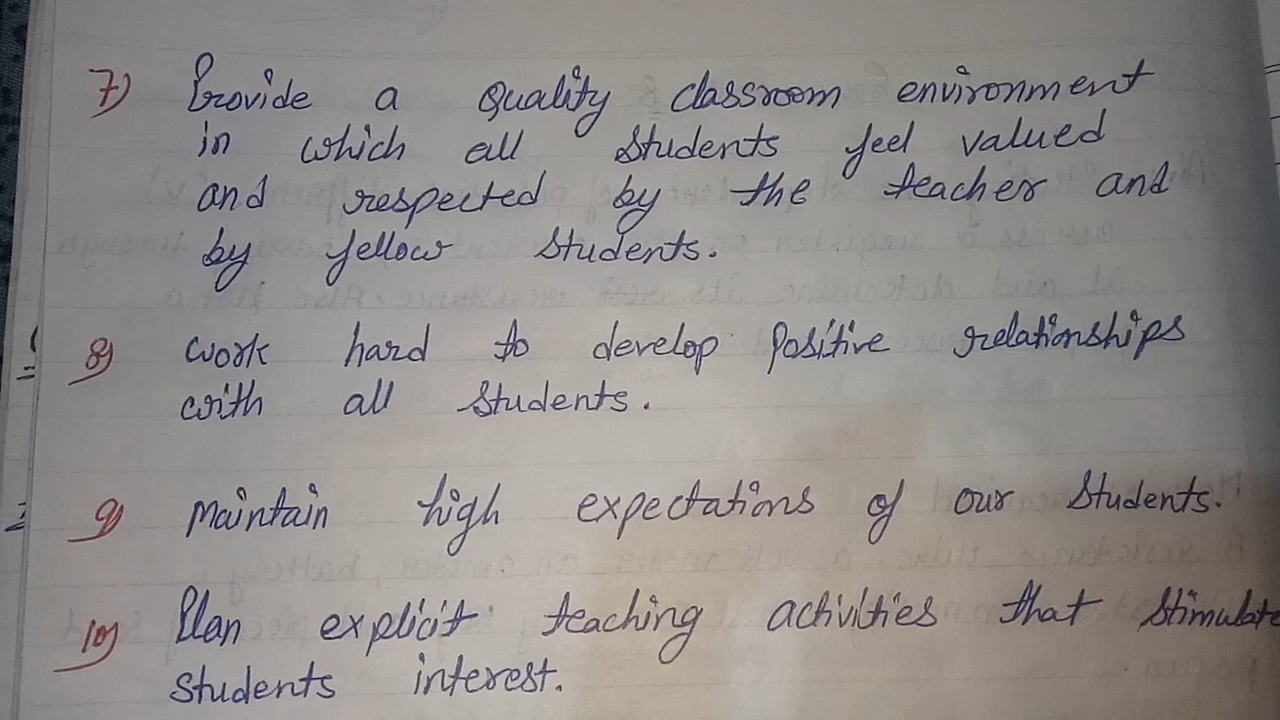 7) Provide a quality classroom environment
in which all students feel valued
and respected by the teacher and
by fellow students.
8) work hard to develop positive relationships
with all students.
9) Maintain high expectations of our students.
10) Plan explicit teaching activities that stimulate
students interest.